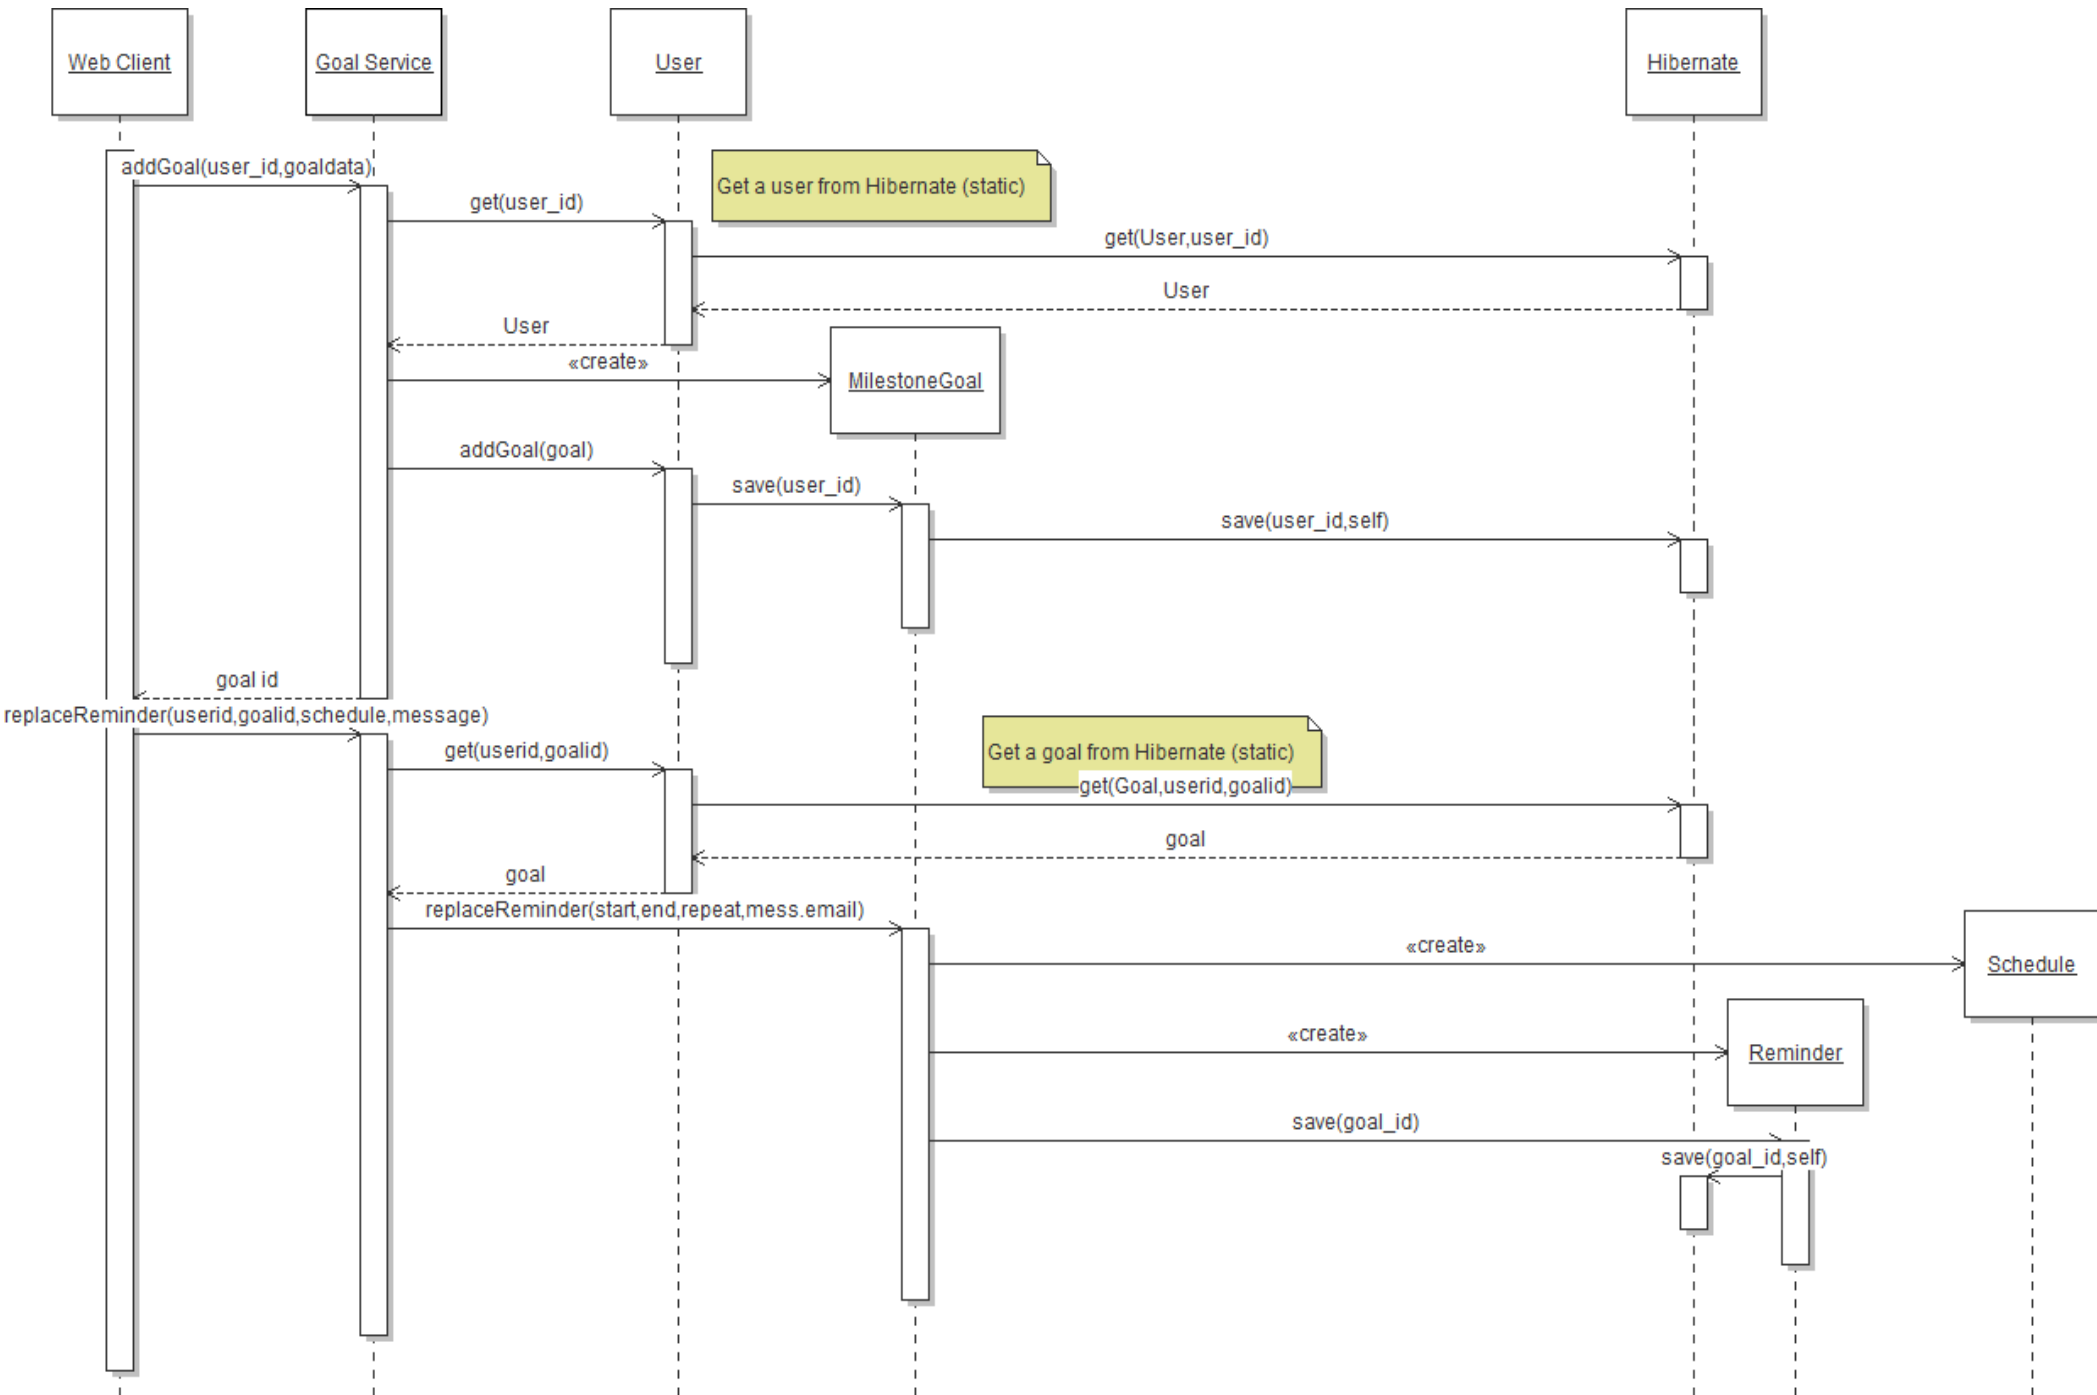 Web Client
Goal Service
User
Hibernate
addGoal(user_id,goaldata)
Get a user from Hibernate (static)
get(user_id)
get(User,user_id)
User
User
«create»
MilestoneGoal
addGoal(goal)
save(user_id)
save(user_id,self)
goal id
replaceReminder(userid,goalid,schedule,message)
get(userid,goalid)
Get a goal from Hibernate (static)
get(Goal,userid,goalid)
goal
goal
replaceReminder(start,end,repeat,mess.email)
«create»
Schedule
«create»
Reminder
save(goal_id)
save(goal_id,self)